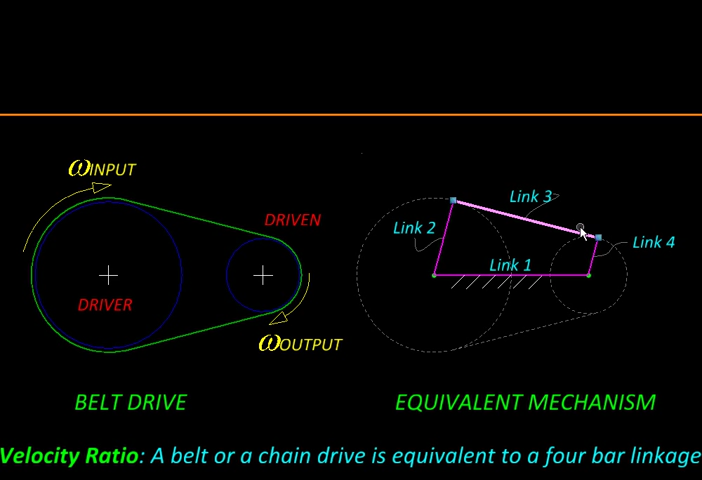 ωINPUT
DRIVEN
DRIVER
ωOUTPUT
BELT DRIVE
Link 3
Link 2
Link 4
Link 1
EQUIVALENT MECHANISM
Velocity Ratio: A belt or a chain drive is equivalent to a four bar linkage